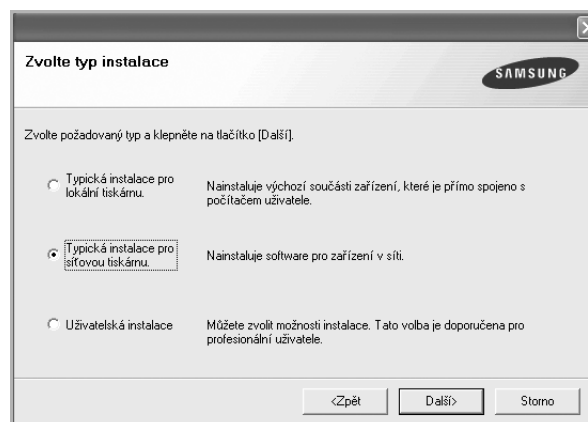 Zvolte typ instalace
SAMSUNG
Zvolte požadovaný typ a klepněte na tlačítko [Další].
Typická instalace pro
lokální tiskárnu.
Nainstaluje výchozí součásti zařízení, které je přímo spojeno s
počítačem uživatele.
Typická instalace pro
síťovou tiskárnu.
Nainstaluje software pro zařízení v síti.
Uživatelská instalace
Můžete zvolit možnosti instalace. Tato volba je doporučena pro
profesionální uživatele.
<Zpět
Další>
Storno